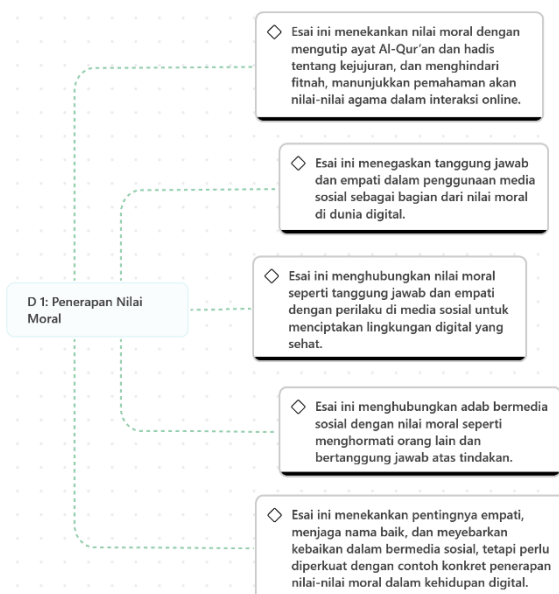 Esai ini menekankan nilai moral dengan
mengutip ayat Al-Qur'an dan hadis
tentang kejujuran, dan menghindari
fitnah, manunjukkan pemahaman akan
nilai-nilai agama dalam interaksi online.
Esai ini menegaskan tanggung jawab
dan empati dalam penggunaan media
sosial sebagai bagian dari nilai moral
di dunia digital.
D 1: Penerapan Nilai
Moral
Esai ini menghubungkan nilai moral
seperti tanggung jawab dan empati
dengan perilaku di media sosial untuk
menciptakan lingkungan digital yang
sehat.
Esai ini menghubungkan adab bermedia
sosial dengan nilai moral seperti
menghormati orang lain dan
bertanggung jawab atas tindakan.
Esai ini menekankan pentingnya empati,
menjaga nama baik, dan meyebarkan
kebaikan dalam bermedia sosial, tetapi perlu
diperkuat dengan contoh konkret penerapan
nilai-nilai moral dalam kehidupan digital.